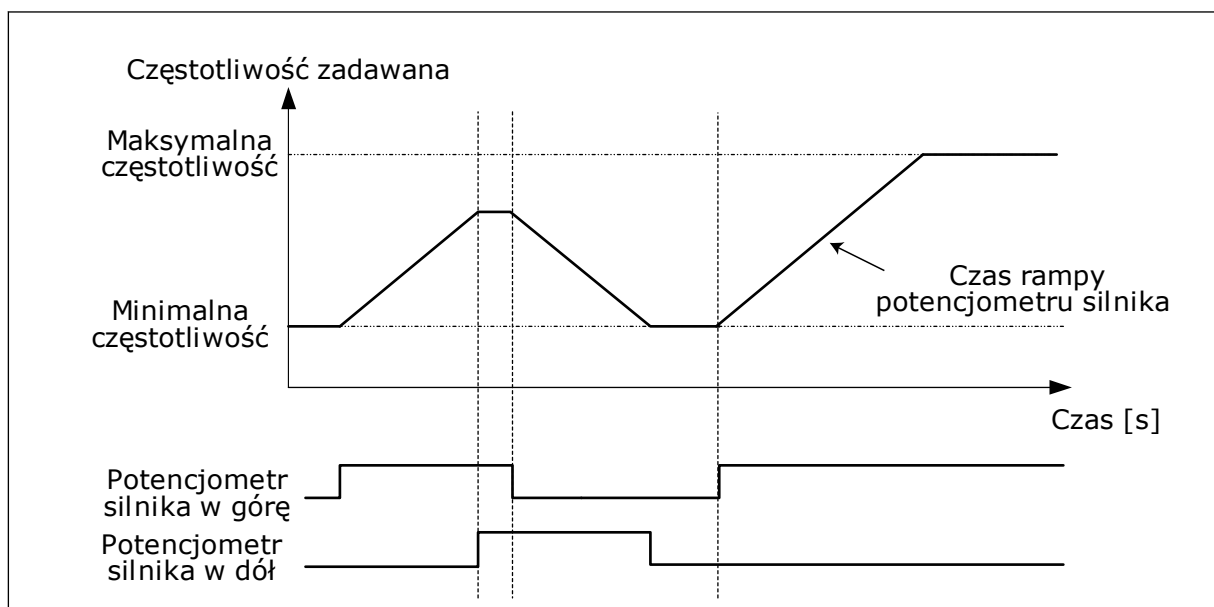 Częstotliwość zadawana
Maksymalna
częstotliwość
Minimalna
częstotliwość
Czas rampy
potencjometru silnika
Czas [s]
Potencjometr
silnika w górę
Potencjometr
silnika w dół